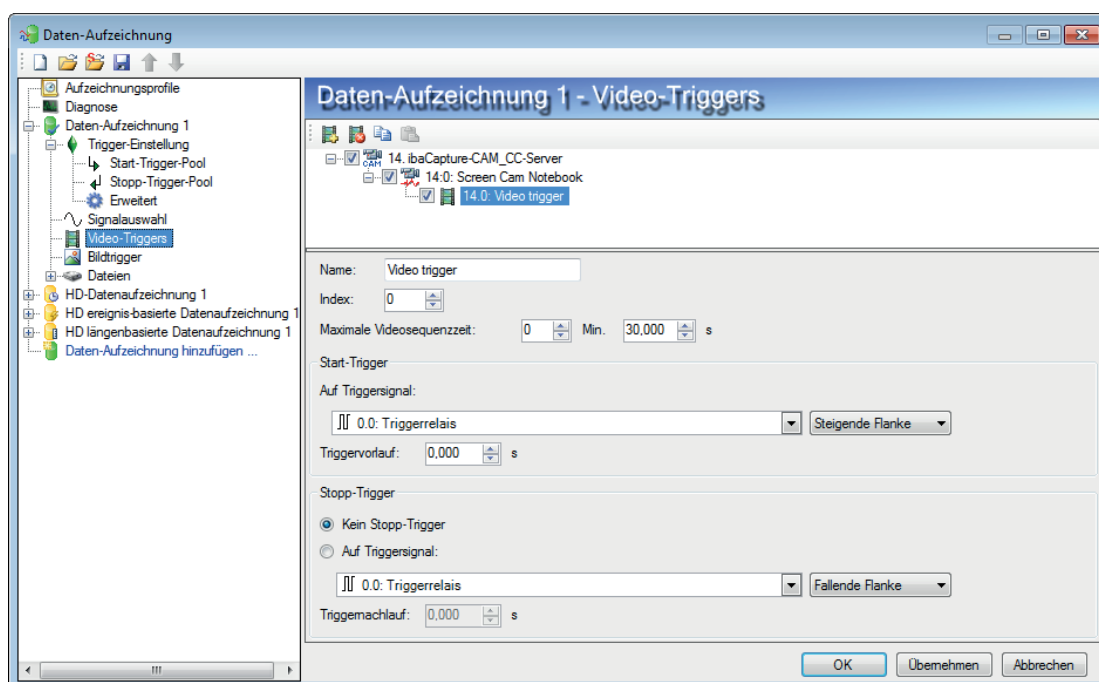 Daten-Aufzeichnung
Aufzeichnungsprofile
Diagnose
Daten-Aufzeichnung 1
Trigger-Einstellung
Start-Trigger-Pool
Stopp-Trigger-Pool
Erweitert
Signalauswahl
Video-Triggers
Bildtrigger
Dateien
HD-Datenaufzeichnung 1
HD ereignis-basierte Datenaufzeichnung 1
HD längenbasierte Datenaufzeichnung 1
Daten-Aufzeichnung hinzufügen ...
Daten-Aufzeichnung 1 - Video-Triggers
CAM 14. ibaCapture-CAM_CC-Server
14:0: Screen Cam Notebook
14.0: Video trigger
Name: Video trigger
Index: 0
Maximale Videosequenzzeit: 0 Min. 30,000 s
Start-Trigger
Auf Triggersignal:
0.0: Triggerrelais Steigende Flanke
Triggervorlauf: 0,000 s
Stopp-Trigger
Kein Stopp-Trigger
Auf Triggersignal:
0.0: Triggerrelais Fallende Flanke
Triggernachlauf: 0,000 s
OK Übernehmen Abbrechen